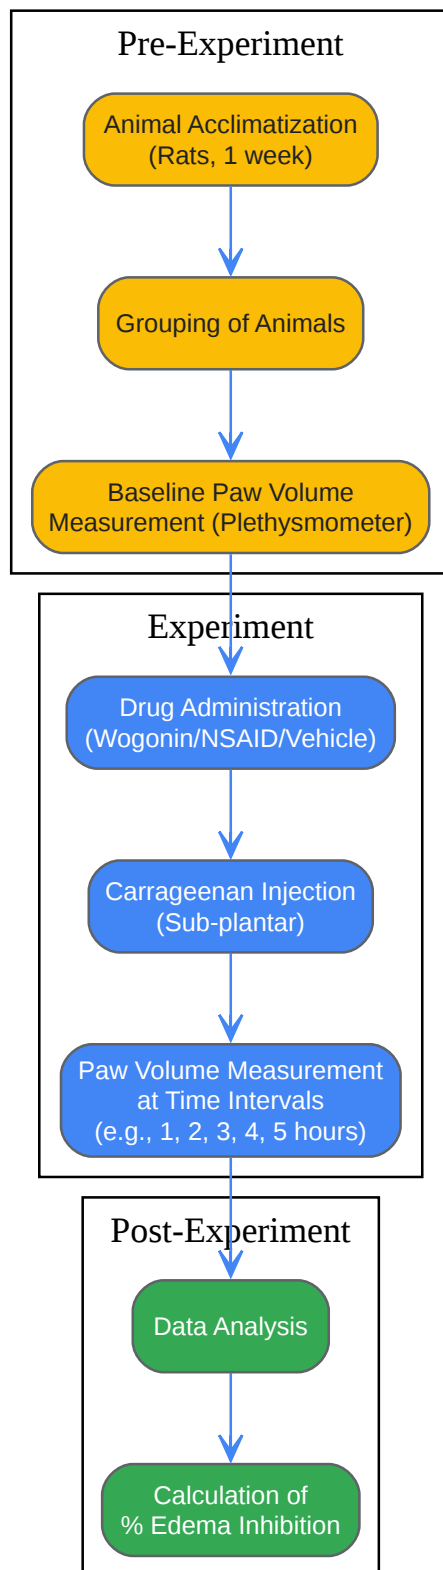 Pre-Experiment
Animal Acclimatization
(Rats, 1 week)
Grouping of Animals
Baseline Paw Volume
Measurement (Plethysmometer)
Experiment
Drug Administration
(Wogonin/NSAID/Vehicle)
Carrageenan Injection
(Sub-plantar)
Paw Volume Measurement
at Time Intervals
(e.g., 1, 2, 3, 4, 5 hours)
Post-Experiment
Data Analysis
Calculation of
% Edema Inhibition